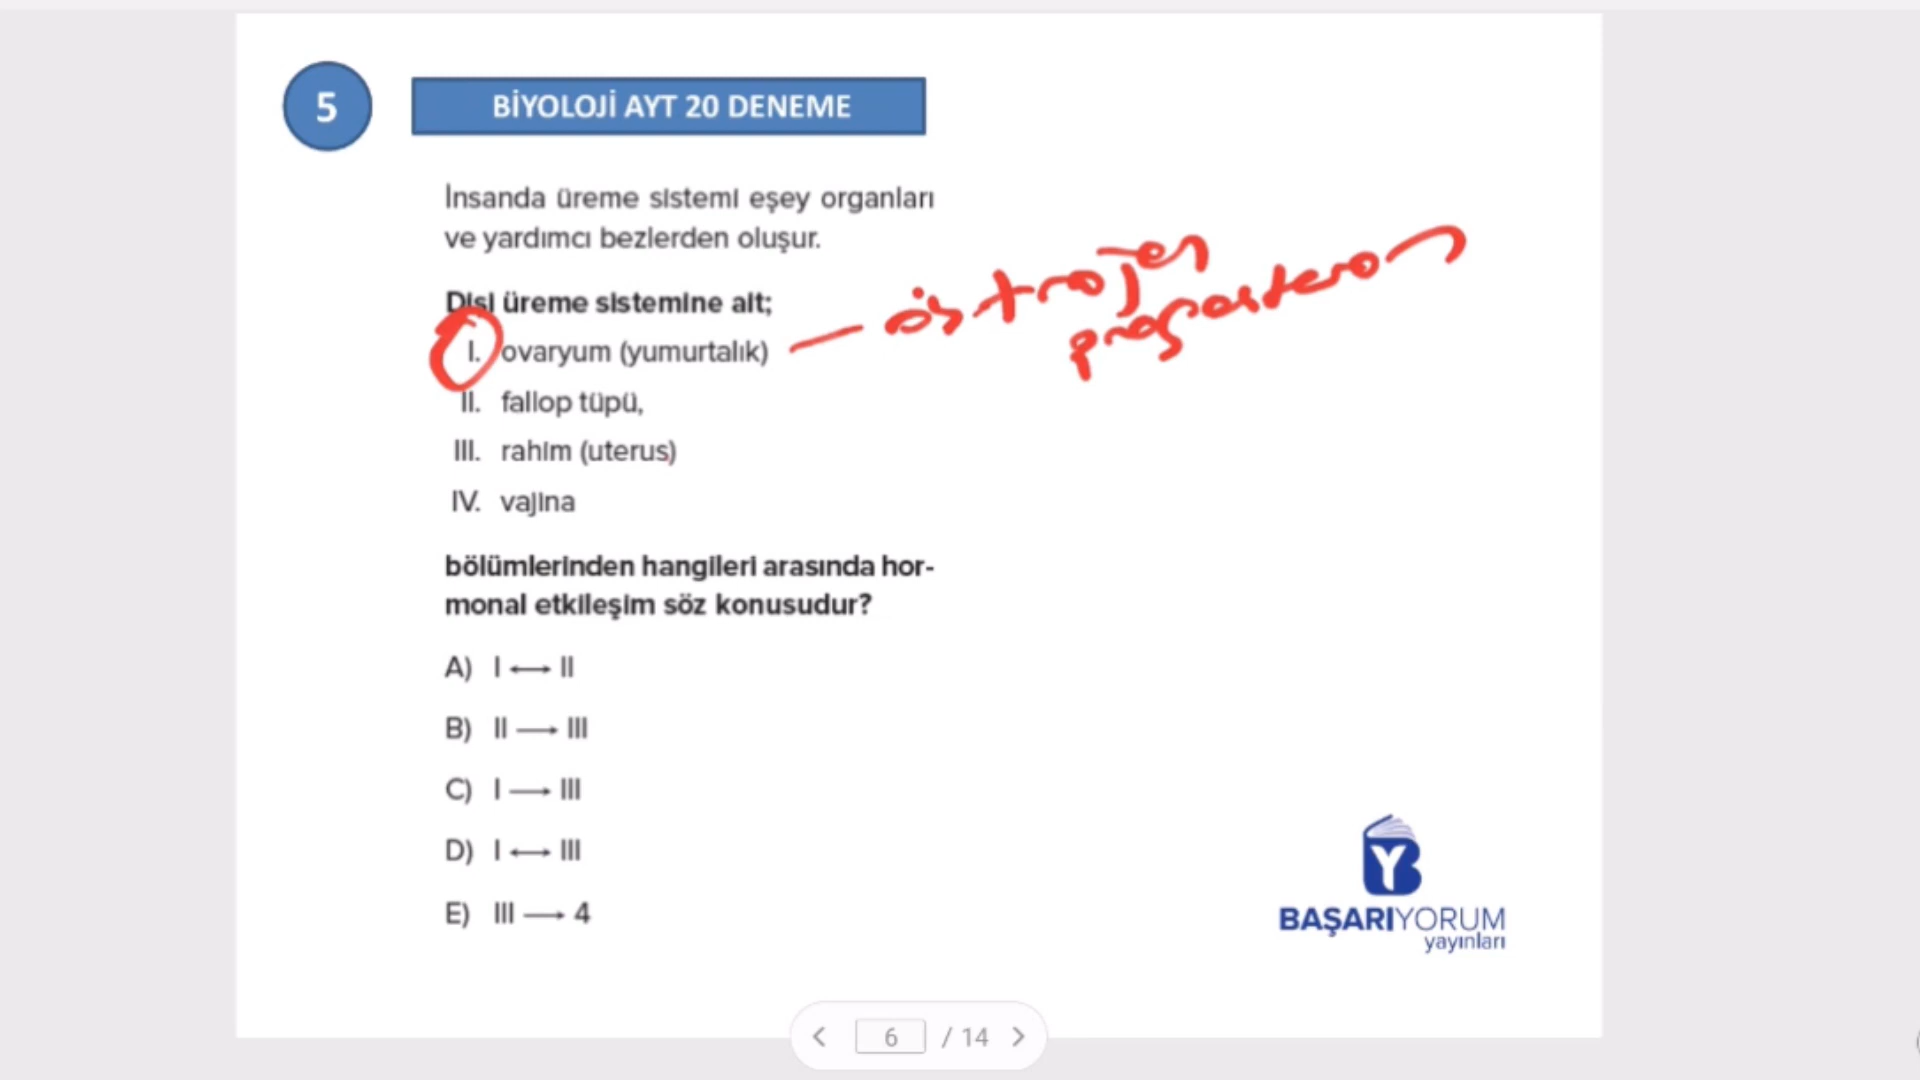 5
BİYOLOJİ AYT 20 DENEME
İnsanda üreme sistemi eşey organları
ve yardımcı bezlerden oluşur.
Dişi üreme sistemine ait;
I. ovaryum (yumurtalık)
östrojen
progesteron
II. fallop tüpü,
III. rahim (uterus)
IV. vajina
bölümlerinden hangileri arasında hor-
monal etkileşim söz konusudur?
A) I ⟷ II
B) II ⟶ III
C) I ⟶ III
D) I ⟷ III
E) III ⟶ 4
BAŞARIYORUM
yayınları
6 / 14